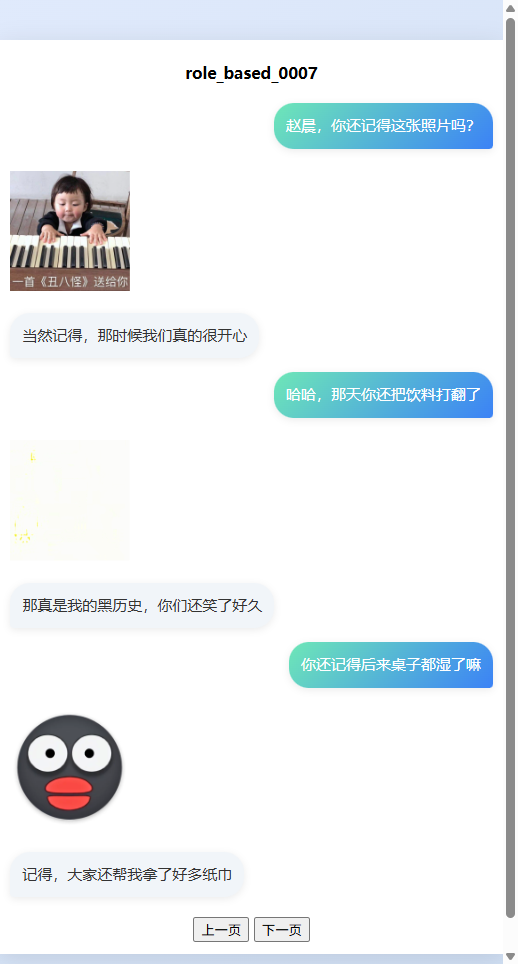 role_based_0007
赵晨，你还记得这张照片吗？
一首《丑八怪》送给你
当然记得，那时候我们真的很开心
哈哈，那天你还把饮料打翻了
那真是我的黑历史，你们还笑了好久
你还记得后来桌子都湿了嘛
记得，大家还帮我拿了好多纸巾
上一页 下一页